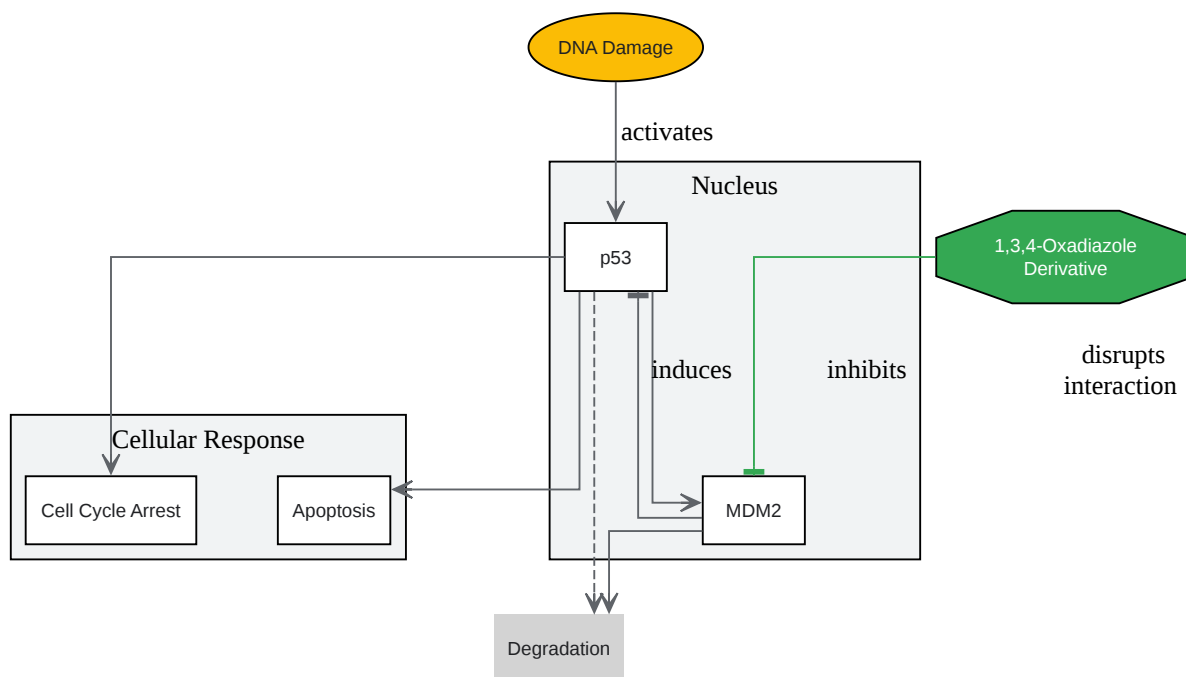 DNA Damage
activates
Nucleus
p53
1,3,4-Oxadiazole
Derivative
induces
inhibits
disrupts
interaction
Cellular Response
Cell Cycle Arrest
Apoptosis
MDM2
Degradation